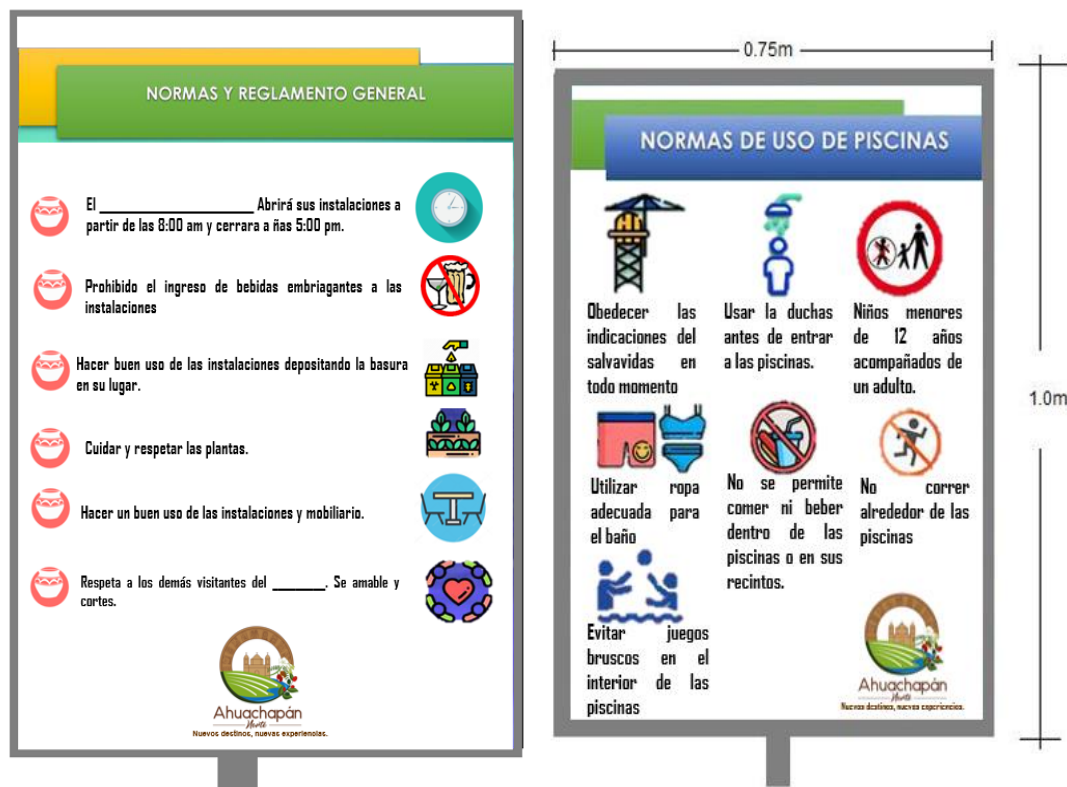 NORMAS Y REGLAMENTO GENERAL
El ______________________ Abrirá sus instalaciones a
partir de las 8:00 am y cerrara a ñas 5:00 pm.
Prohibido el ingreso de bebidas embriagantes a las
instalaciones
Hacer buen uso de las instalaciones depositando la basura
en su lugar.
Cuidar y respetar las plantas.
Hacer un buen uso de las instalaciones y mobiliario.
Respeta a los demás visitantes del ________. Se amable y
cortes.
Ahuachapán
Norte
Nuevos destinos, nuevas experiencias.
0.75m
NORMAS DE USO DE PISCINAS
Obedecer las
indicaciones del
salvavidas en
todo momento
Usar la duchas
antes de entrar
a las piscinas.
Niños menores
de 12 años
acompañados de
un adulto.
Utilizar ropa
adecuada para
el baño
No se permite
comer ni beber
dentro de las
piscinas o en sus
recintos.
No correr
alrededor de las
piscinas
Evitar juegos
bruscos en el
interior de las
piscinas
Ahuachapán
Norte
Nuevos destinos, nuevas experiencias.
1.0m